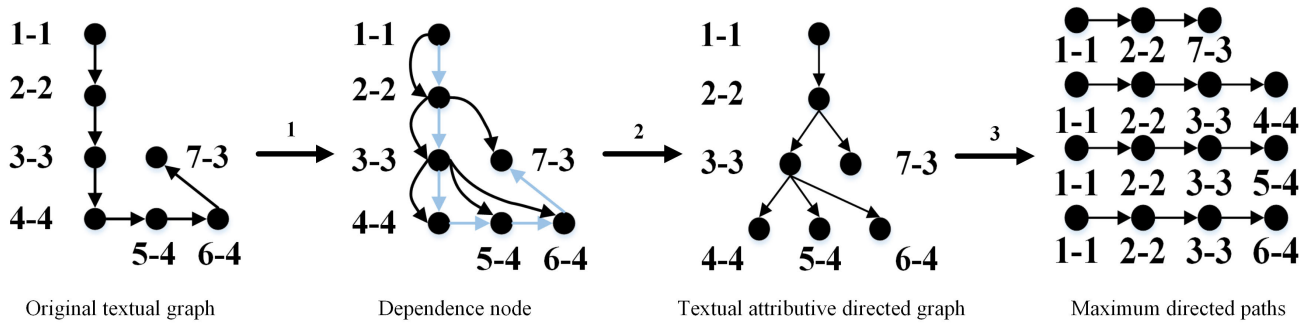 1-1
2-2
3-3 7-3
4-4
5-4 6-4
Original textual graph
1
1-1
2-2
3-3 7-3
4-4
5-4 6-4
Dependence node
2
1-1
2-2
3-3 7-3
4-4 5-4 6-4
Textual attributive directed graph
3
1-1 2-2 7-3
1-1 2-2 3-3 4-4
1-1 2-2 3-3 5-4
1-1 2-2 3-3 6-4
Maximum directed paths